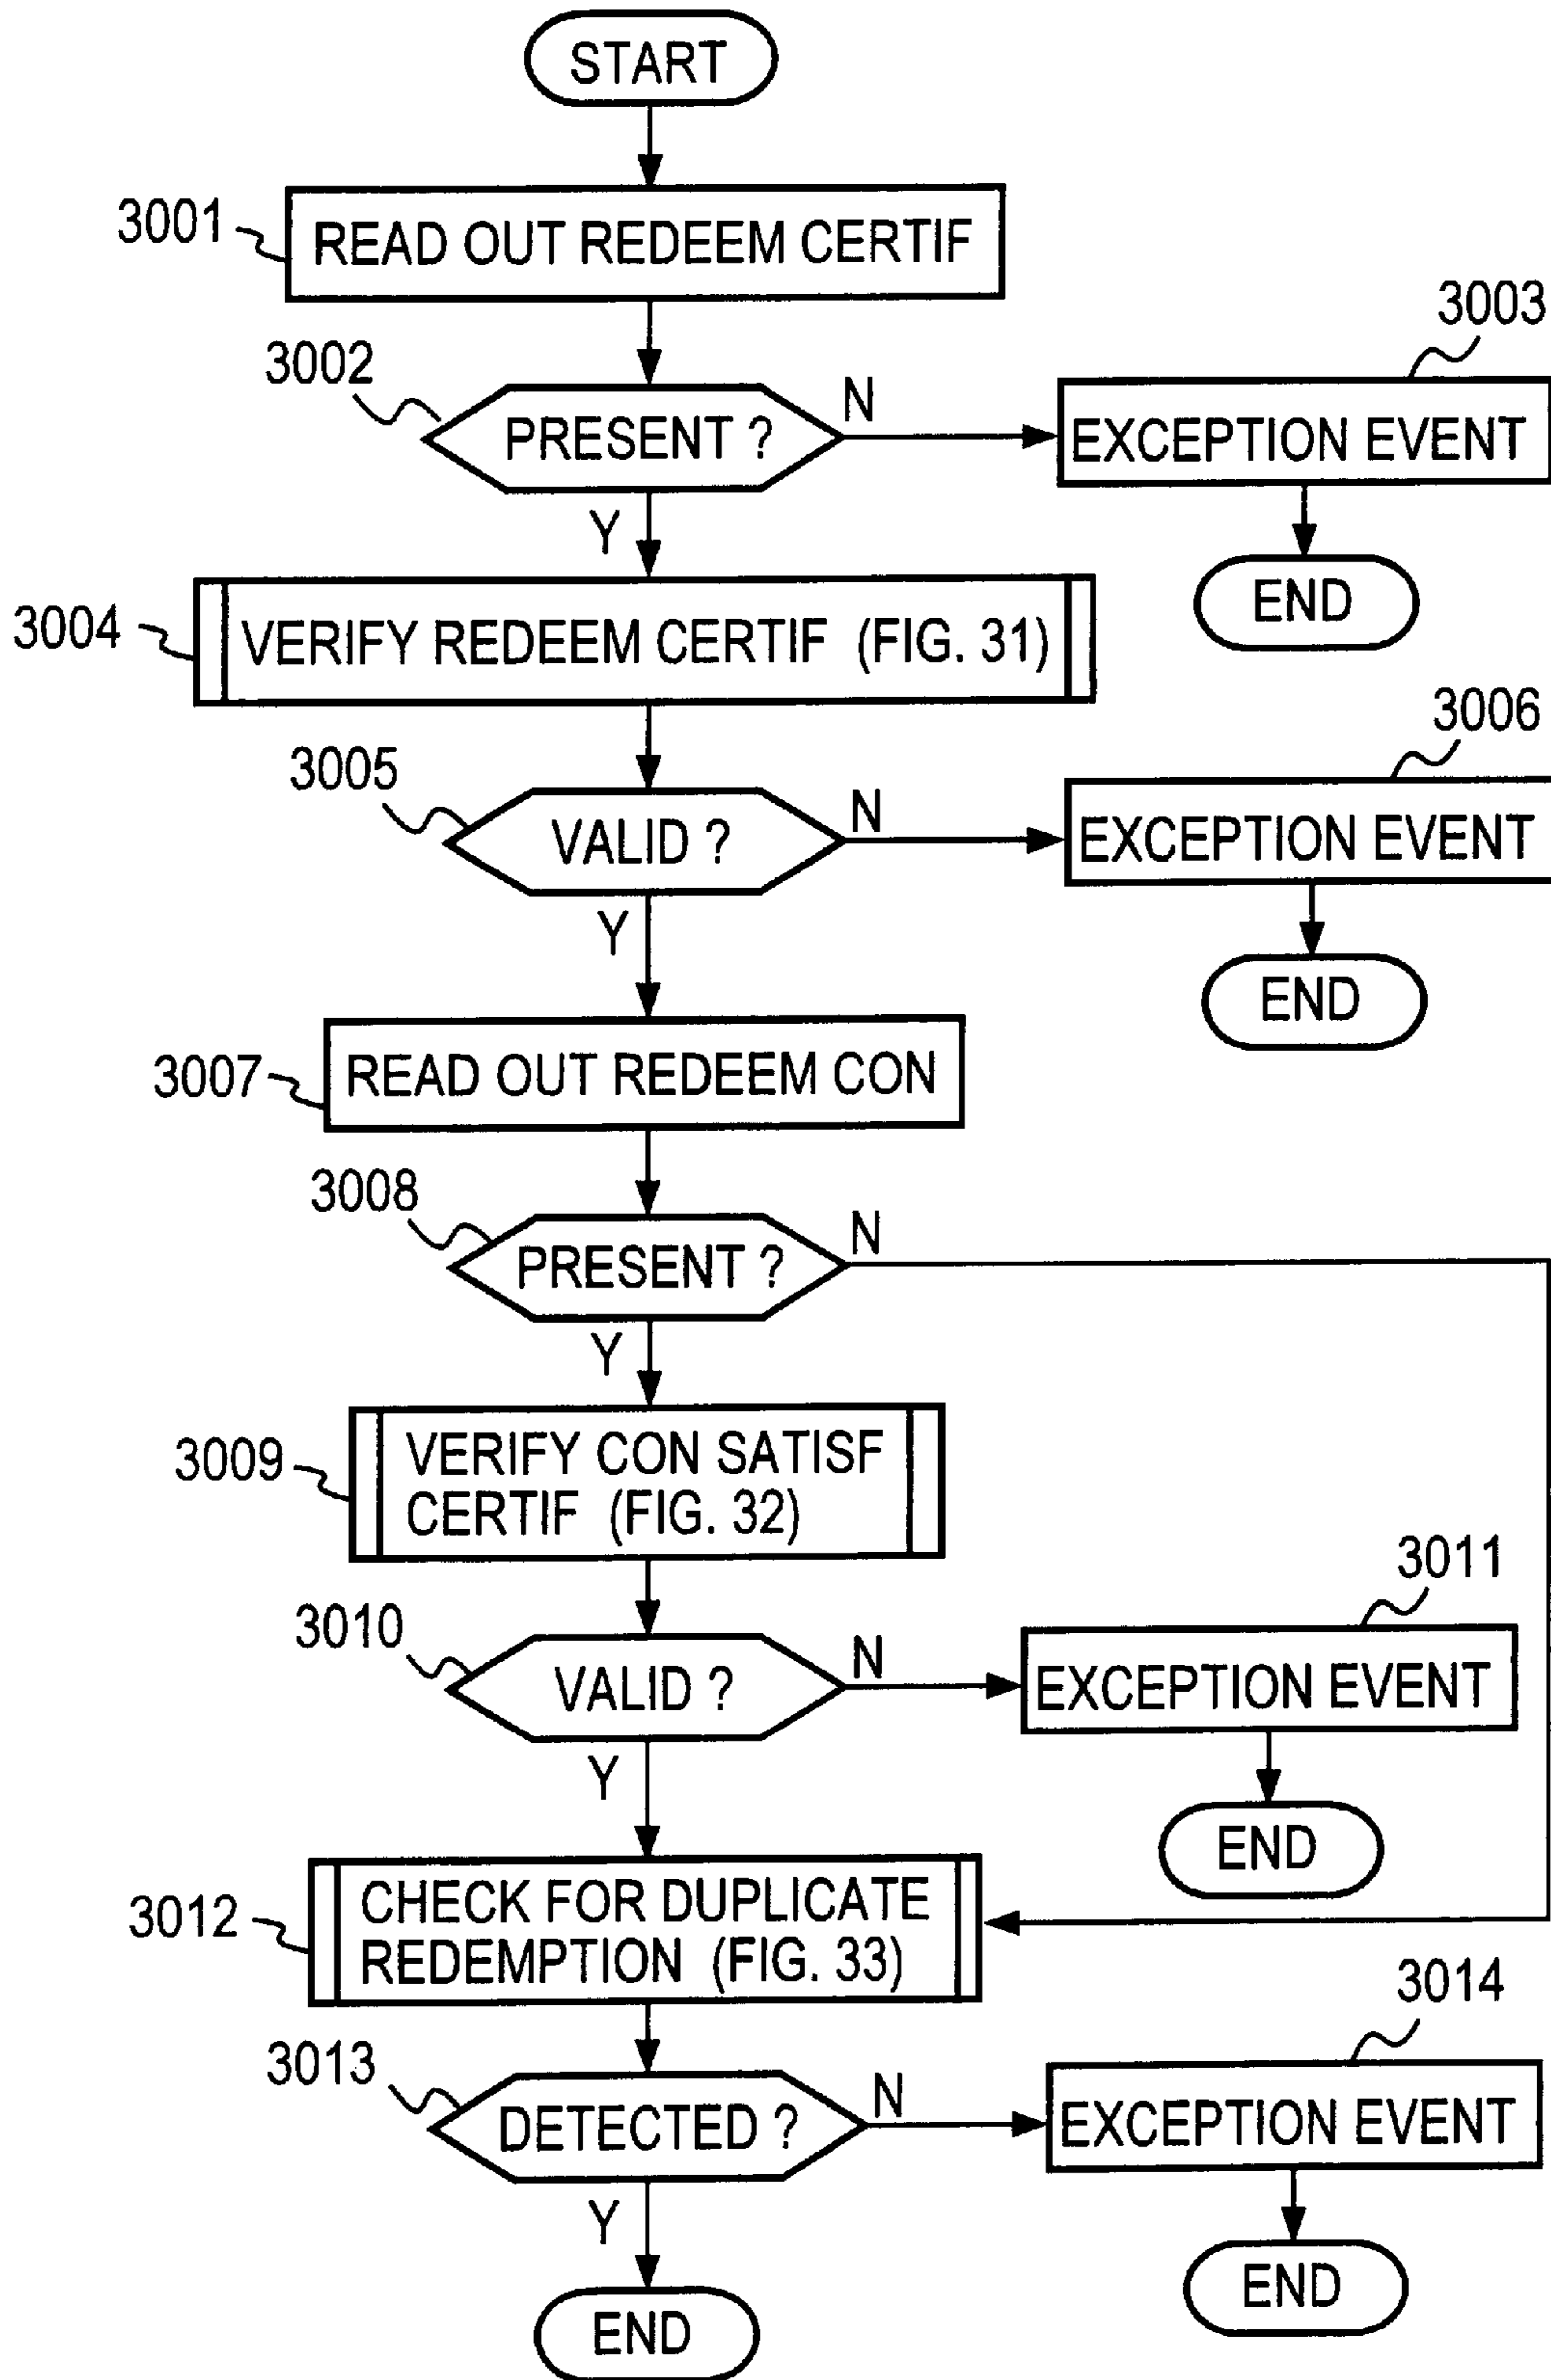 START
3001
READ OUT REDEEM CERTIF
3002
PRESENT ?
N
3003
EXCEPTION EVENT
Y
END
3004
VERIFY REDEEM CERTIF (FIG. 31)
3005
VALID ?
N
3006
EXCEPTION EVENT
Y
END
3007
READ OUT REDEEM CON
3008
PRESENT ?
N
Y
3009
VERIFY CON SATISF
CERTIF (FIG. 32)
3010
VALID ?
N
3011
EXCEPTION EVENT
Y
END
3012
CHECK FOR DUPLICATE
REDEMPTION (FIG. 33)
3013
DETECTED ?
N
3014
EXCEPTION EVENT
Y
END
END